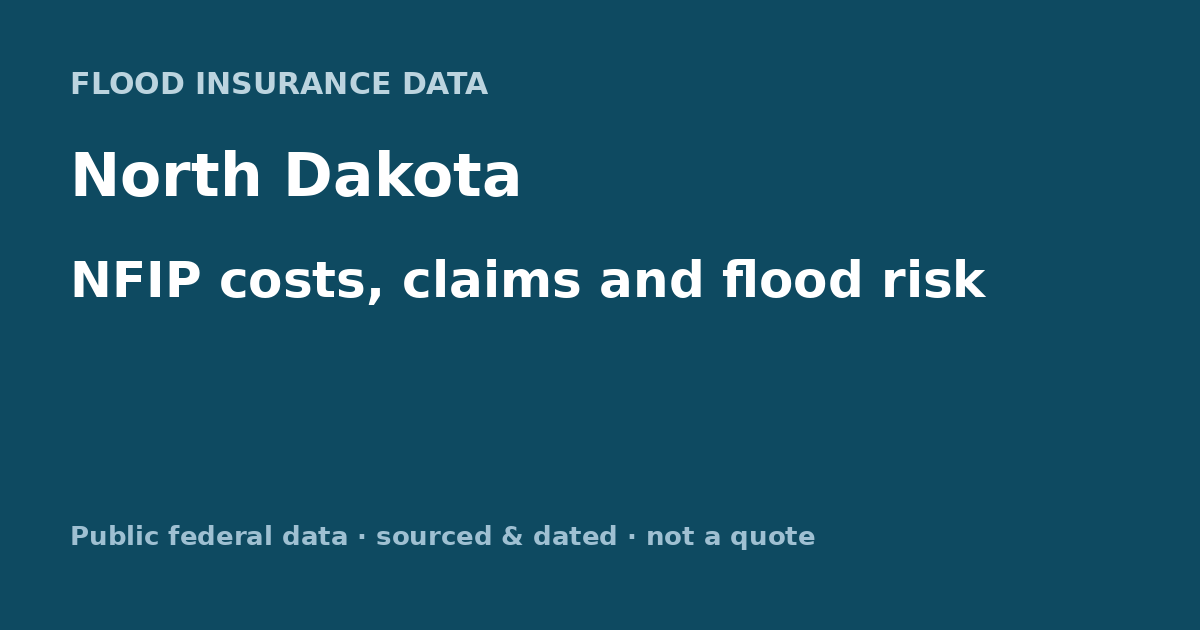 FLOOD INSURANCE DATA
North Dakota
NFIP costs, claims and flood risk
Public federal data · sourced & dated · not a quote